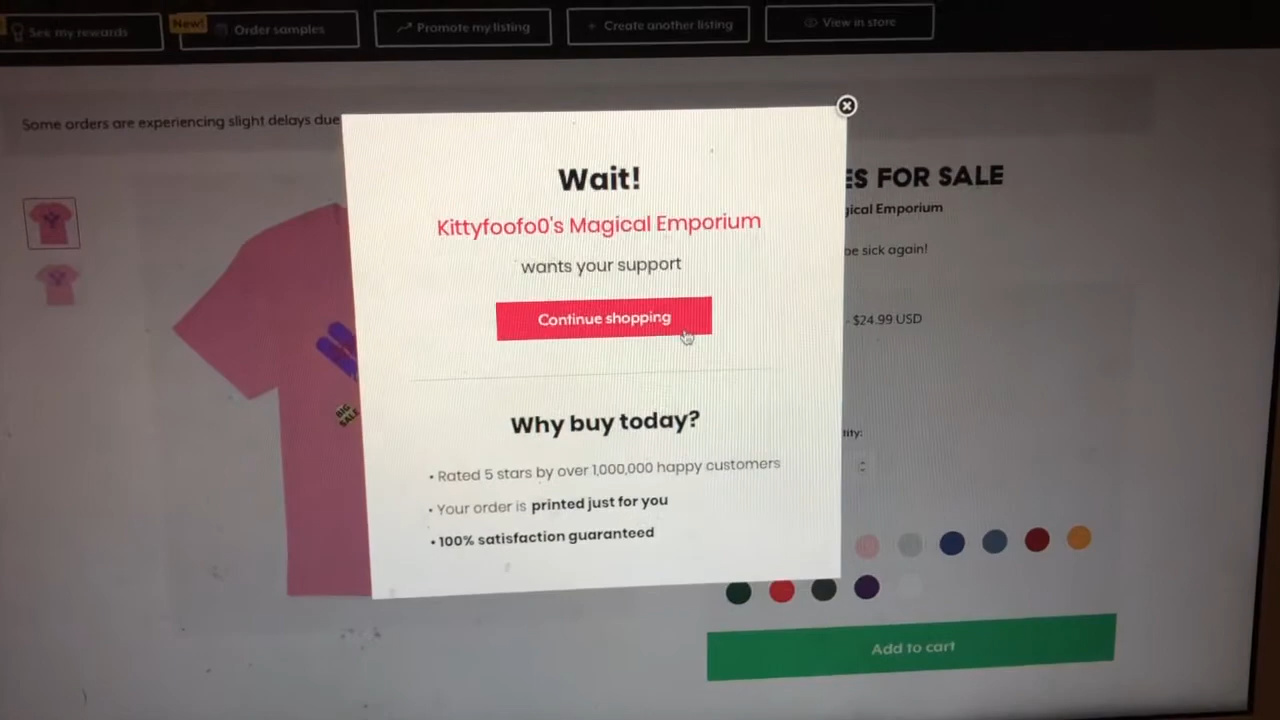 See my rewards
New!
Order samples
Promote my listing
+ Create another listing
View in store
Some orders are experiencing slight delays due
Wait!
Kittyfoofo0's Magical Emporium
wants your support
Continue shopping
Why buy today?
• Rated 5 stars by over 1,000,000 happy customers
• Your order is printed just for you
• 100% satisfaction guaranteed
ES FOR SALE
gical Emporium
be sick again!
- $24.99 USD
tity:
BIG
SALE
Add to cart